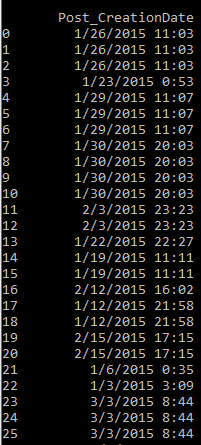 Post_CreationDate
0 1/26/2015 11:03
1 1/26/2015 11:03
2 1/26/2015 11:03
3 1/23/2015 0:53
4 1/29/2015 11:07
5 1/29/2015 11:07
6 1/29/2015 11:07
7 1/30/2015 20:03
8 1/30/2015 20:03
9 1/30/2015 20:03
10 1/30/2015 20:03
11 2/3/2015 23:23
12 2/3/2015 23:23
13 1/22/2015 22:27
14 1/19/2015 11:11
15 1/19/2015 11:11
16 2/12/2015 16:02
17 1/12/2015 21:58
18 1/12/2015 21:58
19 2/15/2015 17:15
20 2/15/2015 17:15
21 1/6/2015 0:35
22 1/3/2015 3:09
23 3/3/2015 8:44
24 3/3/2015 8:44
25 3/3/2015 8:44